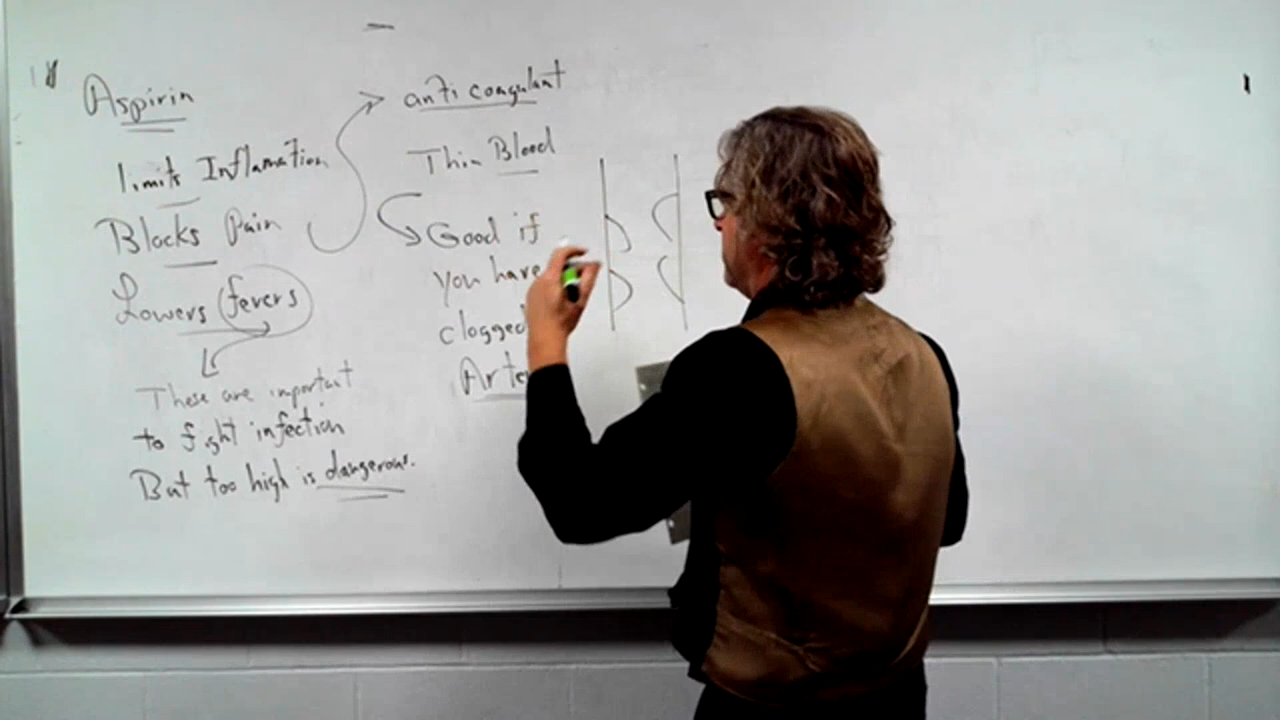 Aspirin
limits Inflamation
Blocks Pain
Lowers (fevers)
These are important
to fight infection
But too high is dangerous.
anti coagulant
Thin Blood
Good if
you have
clogged
Arte